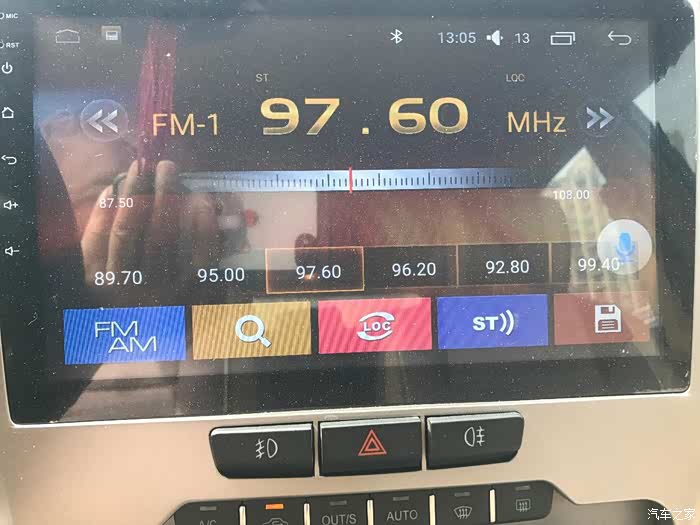 MIC
13:05 13
RST
ST LOC
FM-1 97.60 MHz
87.50 108.00
89.70 95.00 97.60 96.20 92.80 99.40
FM AM LOC ST
A/C OUT/S AUTO
汽车之家